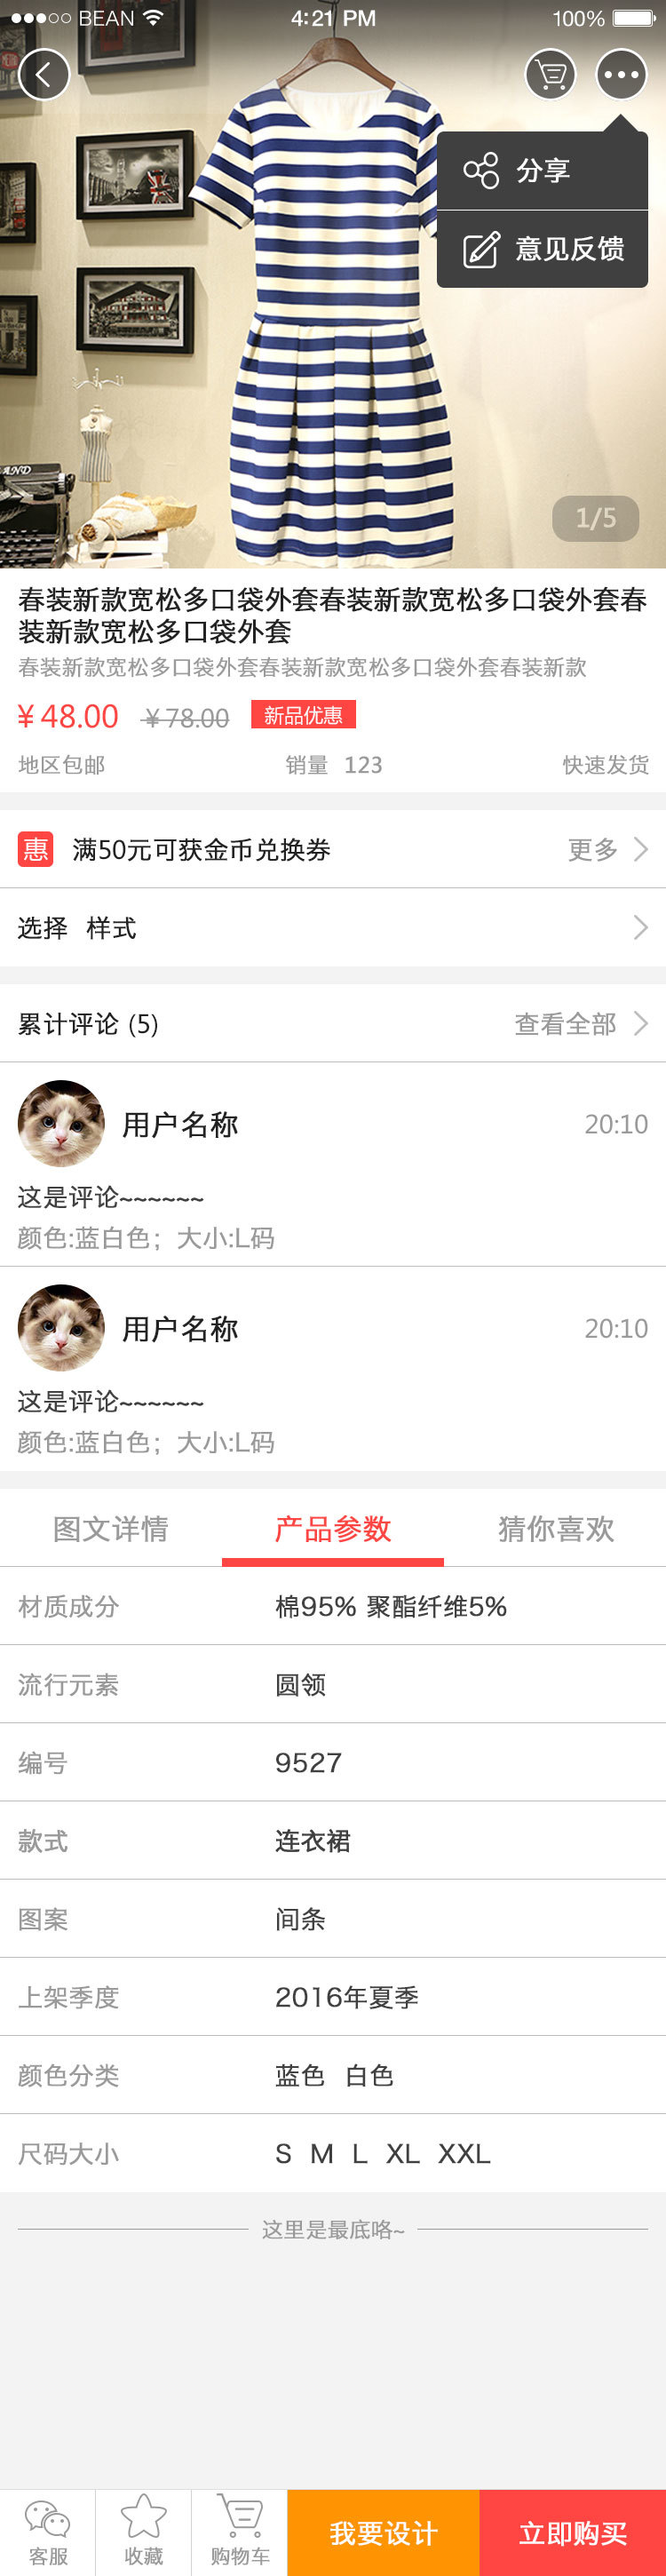 BEAN 4:21 PM 100%
分享
意见反馈
1/5
春装新款宽松多口袋外套春装新款宽松多口袋外套春
装新款宽松多口袋外套
春装新款宽松多口袋外套春装新款宽松多口袋外套春装新款
¥48.00 ¥78.00 新品优惠
地区包邮 销量 123 快速发货
惠 满50元可获金币兑换券 更多
选择 样式
累计评论 (5) 查看全部
用户名称 20:10
这是评论~~~~~~
颜色:蓝白色；大小:L码
用户名称 20:10
这是评论~~~~~~
颜色:蓝白色；大小:L码
图文详情 产品参数 猜你喜欢
材质成分 棉95% 聚酯纤维5%
流行元素 圆领
编号 9527
款式 连衣裙
图案 间条
上架季度 2016年夏季
颜色分类 蓝色 白色
尺码大小 S M L XL XXL
这里是最底咯~
客服 收藏 购物车 我要设计 立即购买